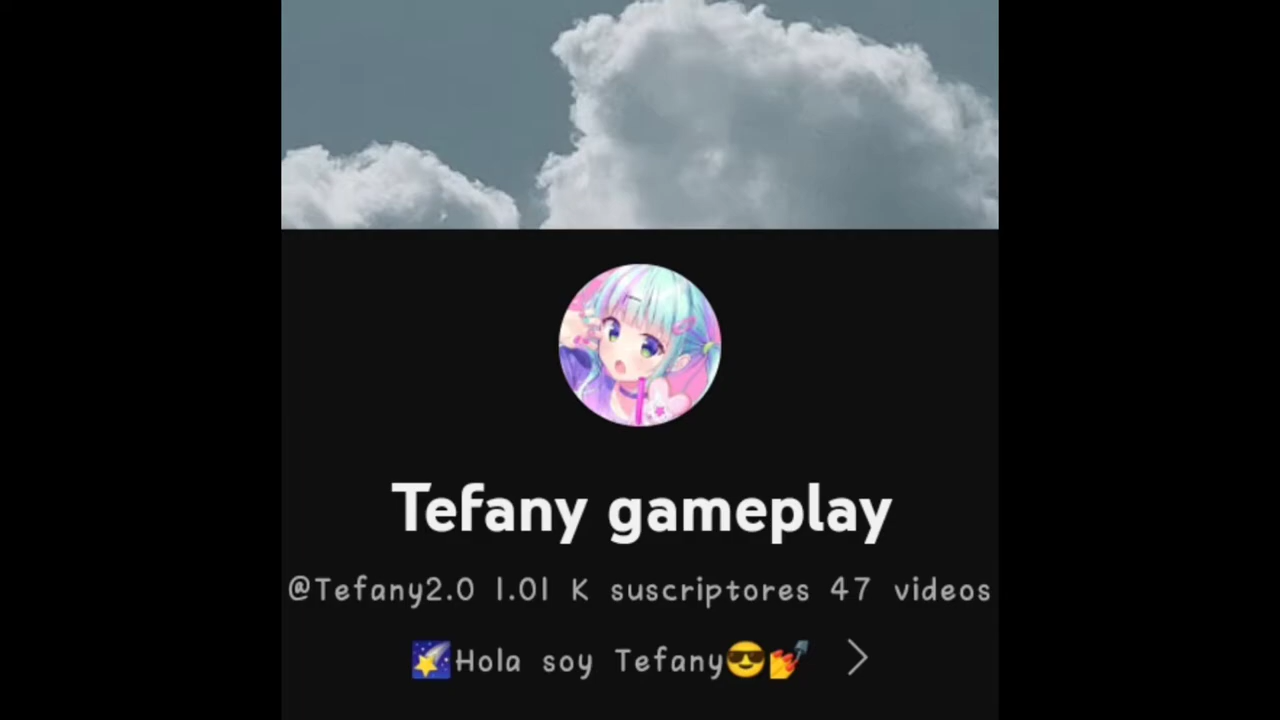 Tefany gameplay
@Tefany2.0 1.01 K suscriptores 47 videos
🌠Hola soy Tefany😎💅